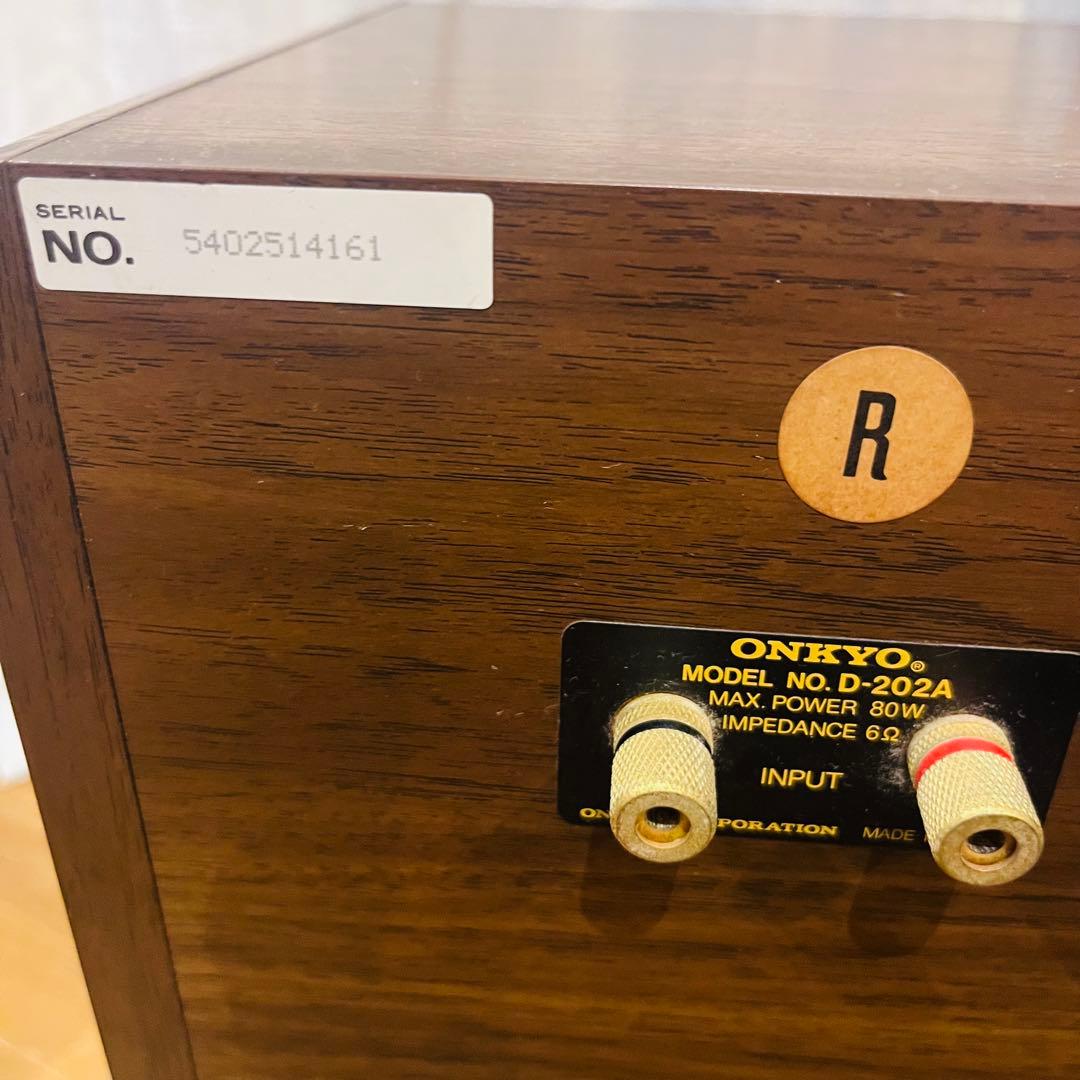 SERIAL
NO. 5402514161
R
ONKYO®
MODEL NO. D-202A
MAX. POWER 80W
IMPEDANCE 6Ω
INPUT
PORATION MADE